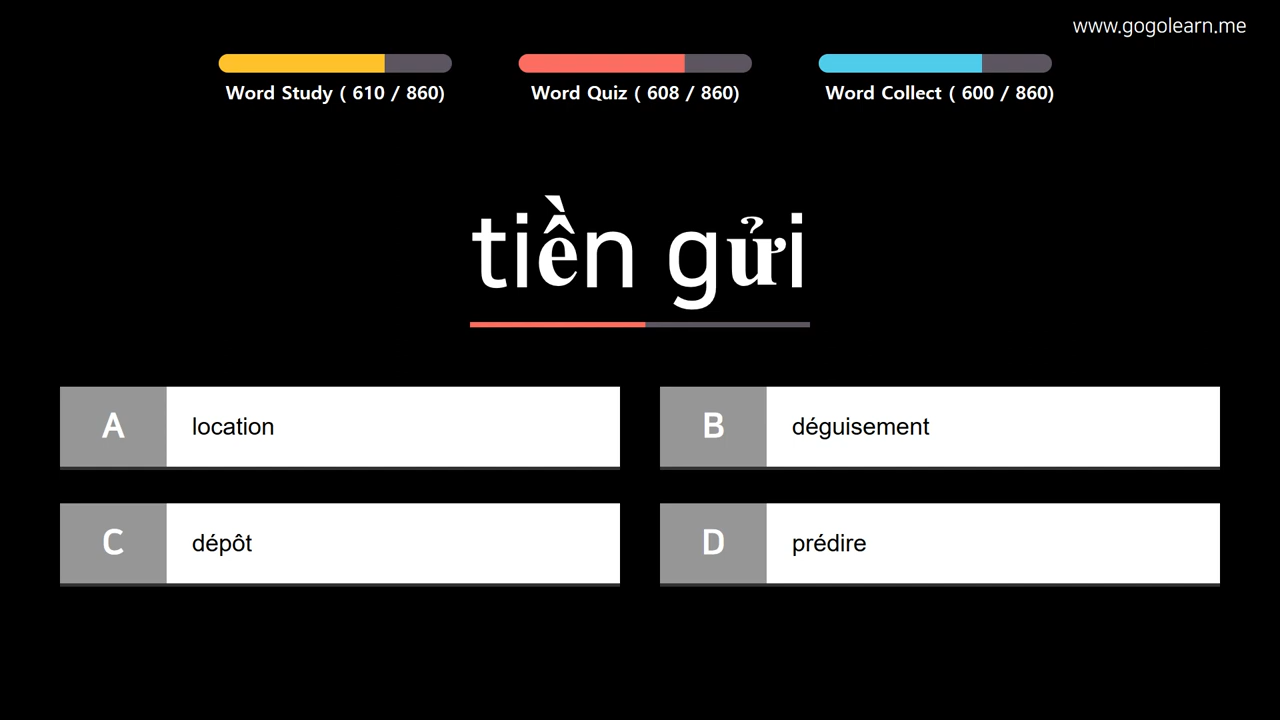 www.gogolearn.me
Word Study ( 610 / 860)
Word Quiz ( 608 / 860)
Word Collect ( 600 / 860)
tiền gửi
A location
B déguisement
C dépôt
D prédire